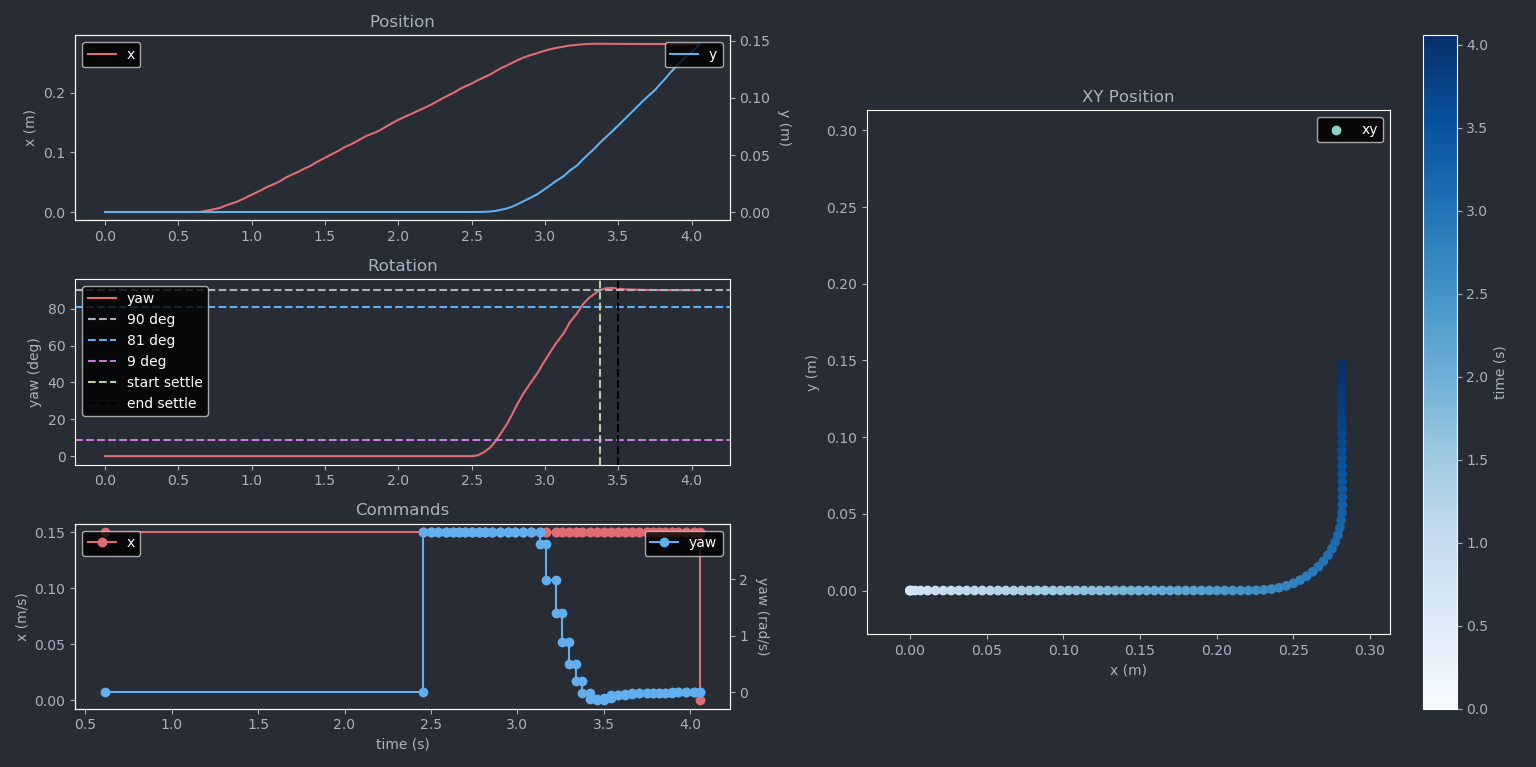 Position
x
y
0.2
0.1
0.0
x (m)
0.15
0.10
0.05
0.00
y (m)
0.0 0.5 1.0 1.5 2.0 2.5 3.0 3.5 4.0
Rotation
yaw
90 deg
81 deg
9 deg
start settle
end settle
80
60
40
20
0
yaw (deg)
0.0 0.5 1.0 1.5 2.0 2.5 3.0 3.5 4.0
Commands
x
yaw
0.15
0.10
0.05
0.00
x (m/s)
2
1
0
yaw (rad/s)
0.5 1.0 1.5 2.0 2.5 3.0 3.5 4.0
time (s)
XY Position
xy
0.30
0.25
0.20
0.15
0.10
0.05
0.00
y (m)
0.00 0.05 0.10 0.15 0.20 0.25 0.30
x (m)
4.0
3.5
3.0
2.5
2.0
1.5
1.0
0.5
0.0
time (s)